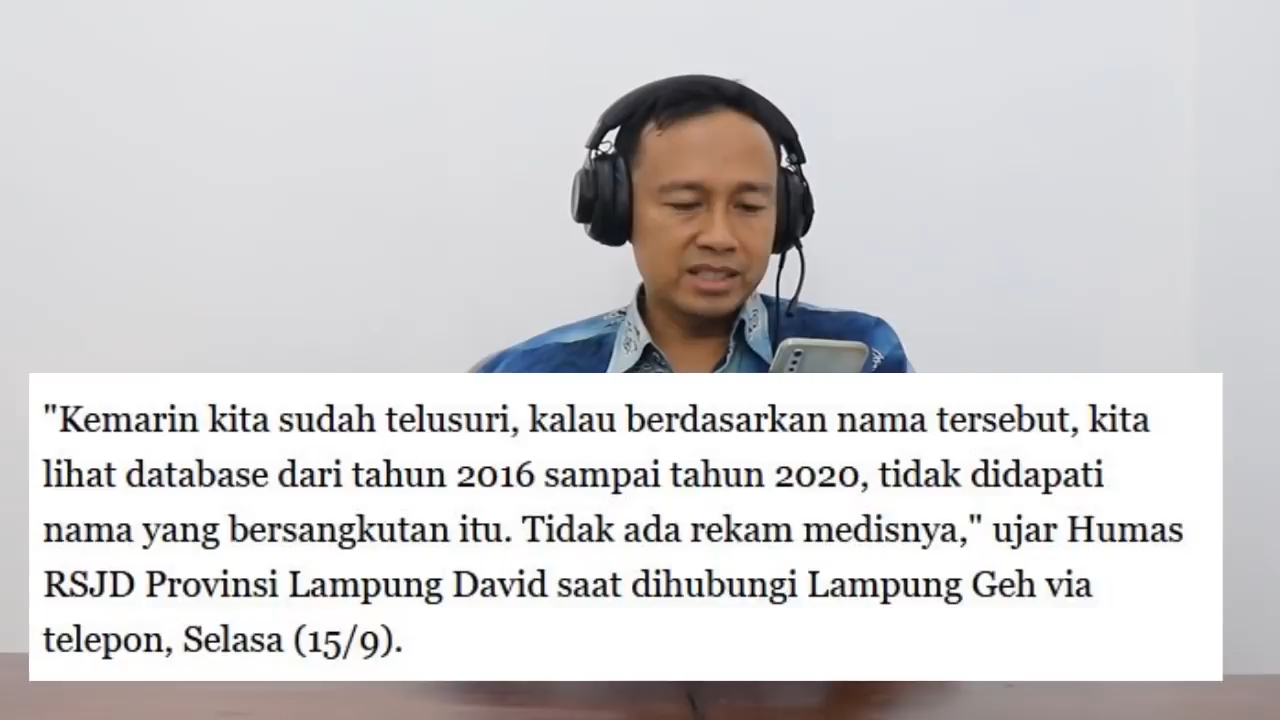 "Kemarin kita sudah telusuri, kalau berdasarkan nama tersebut, kita
lihat database dari tahun 2016 sampai tahun 2020, tidak didapati
nama yang bersangkutan itu. Tidak ada rekam medisnya," ujar Humas
RSJD Provinsi Lampung David saat dihubungi Lampung Geh via
telepon, Selasa (15/9).